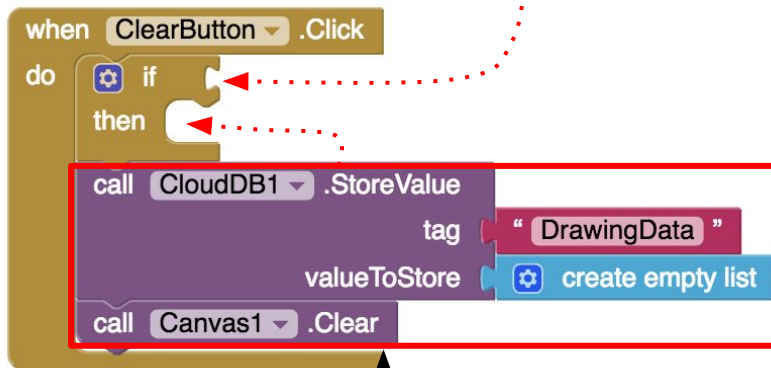 when ClearButton .Click
do if
then
call CloudDB1 .StoreValue
tag " DrawingData "
valueToStore create empty list
call Canvas1 .Clear